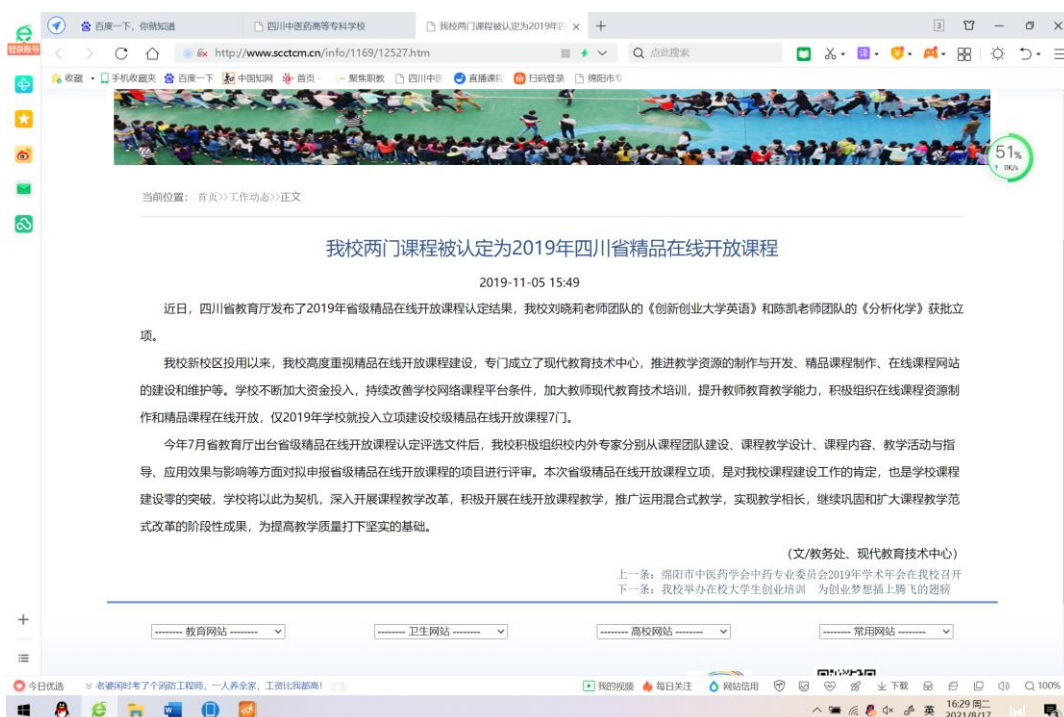 百度一下，你就知道
四川中医药高等专科学校
我校两门课程被认定为2019年
3
登录账号
http://www.scctcm.cn/info/1169/12527.htm
点此搜索
收藏
手机收藏夹
百度一下
中国知网
首页 -
聚焦职教
四川中医
直播课
扫码登录
绵阳市
51%
0K/s
当前位置： 首页>>工作动态>>正文
我校两门课程被认定为2019年四川省精品在线开放课程
2019-11-05 15:49
近日，四川省教育厅发布了2019年省级精品在线开放课程认定结果，我校刘晓莉老师团队的《创新创业大学英语》和陈凯老师团队的《分析化学》获批立
项。
我校新校区投用以来，我校高度重视精品在线开放课程建设，专门成立了现代教育技术中心，推进教学资源的制作与开发、精品课程制作、在线课程网站
的建设和维护等。学校不断加大资金投入，持续改善学校网络课程平台条件，加大教师现代教育技术培训，提升教师教育教学能力，积极组织在线课程资源制
作和精品课程在线开放，仅2019年学校就投入立项建设校级精品在线开放课程7门。
今年7月省教育厅出台省级精品在线开放课程认定评选文件后，我校积极组织校内外专家分别从课程团队建设、课程教学设计、课程内容、教学活动与指
导、应用效果与影响等方面对拟申报省级精品在线开放课程的项目进行评审。本次省级精品在线开放课程立项，是对我校课程建设工作的肯定，也是学校课程
建设零的突破，学校将以此为契机，深入开展课程教学改革，积极开展在线开放课程教学，推广运用混合式教学，实现教学相长，继续巩固和扩大课程教学范
式改革的阶段性成果，为提高教学质量打下坚实的基础。
（文/教务处、现代教育技术中心）
上一条：绵阳市中医药学会中药专业委员会2019年学术年会在我校召开
下一条：我校举办在校大学生创业培训 为创业梦想插上腾飞的翅膀
-------- 教育网站 --------
-------- 卫生网站 --------
-------- 高校网站 --------
-------- 常用网站 --------
今日优选
老婆闲时考了个消防工程师，一人养全家，工资比我都高！
我的视频
每日关注
网站信用
下载
100%
英
16:29 周二
2021/8/17